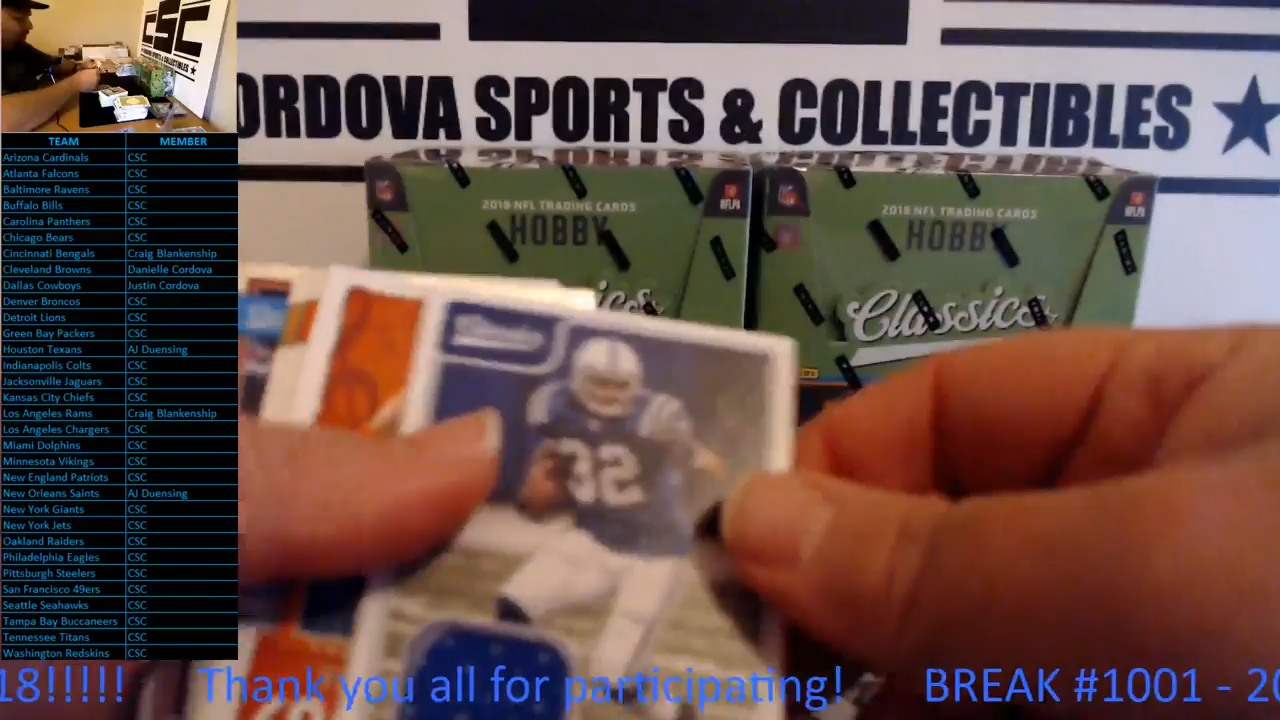 CSC
ORDOVA SPORTS & COLLECTIBLES
TEAM MEMBER
Arizona Cardinals CSC
Atlanta Falcons CSC
Baltimore Ravens CSC
Buffalo Bills CSC
Carolina Panthers CSC
Chicago Bears CSC
Cincinnati Bengals Craig Blankenship
Cleveland Browns Danielle Cordova
Dallas Cowboys Justin Cordova
Denver Broncos CSC
Detroit Lions CSC
Green Bay Packers CSC
Houston Texans AJ Duensing
Indianapolis Colts CSC
Jacksonville Jaguars CSC
Kansas City Chiefs CSC
Los Angeles Rams Craig Blankenship
Los Angeles Chargers CSC
Miami Dolphins CSC
Minnesota Vikings CSC
New England Patriots CSC
New Orleans Saints AJ Duensing
New York Giants CSC
New York Jets CSC
Oakland Raiders CSC
Philadelphia Eagles CSC
Pittsburgh Steelers CSC
San Francisco 49ers CSC
Seattle Seahawks CSC
Tampa Bay Buccaneers CSC
Tennessee Titans CSC
Washington Redskins CSC
2018 NFL TRADING CARDS
HOBBY
NFL
NFLPA
ics
2018 NFL TRADING CARDS
HOBBY
NFL
NFLPA
Classics
32
18!!!!! Thank you all for participating! BREAK #1001 - 20